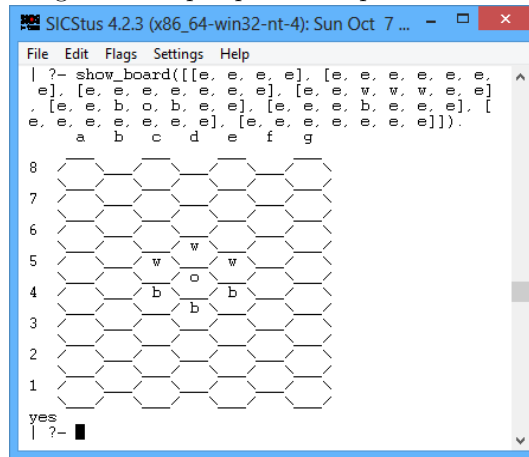 SICStus 4.2.3 (x86_64-win32-nt-4): Sun Oct 7 ...
File Edit Flags Settings Help
| ?- show_board([[e, e, e, e], [e, e, e, e, e, e,
e], [e, e, e, e, e, e, e], [e, e, w, w, w, e, e]
, [e, e, b, o, b, e, e], [e, e, e, b, e, e, e], [
e, e, e, e, e, e, e], [e, e, e, e, e, e, e]]).
a b c d e f g
8
7
6
w
5 w w
o
4 b b
b
3
2
1
yes
| ?-